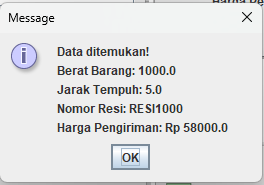 Message
Data ditemukan!
Berat Barang: 1000.0
Jarak Tempuh: 5.0
Nomor Resi: RESI1000
Harga Pengiriman: Rp 58000.0
OK